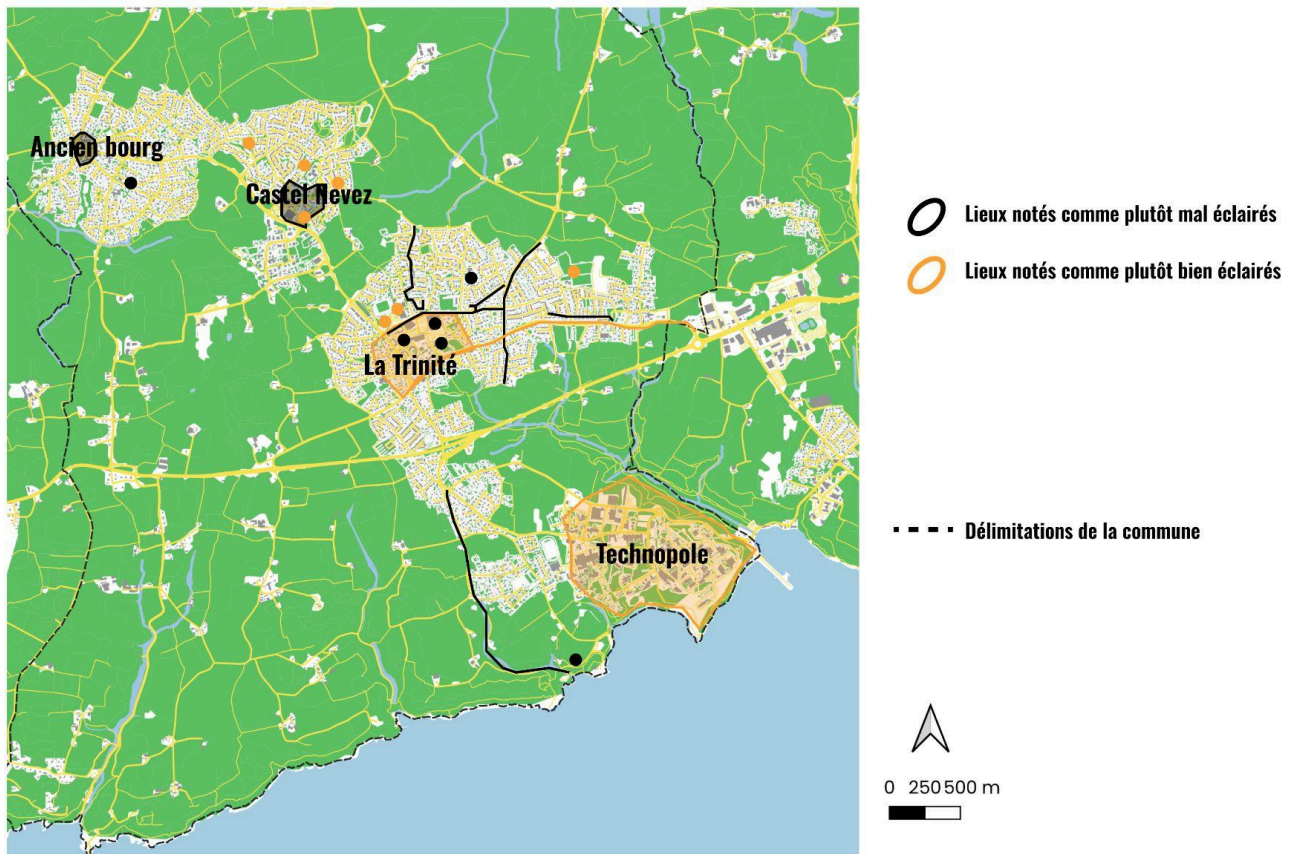 Ancien bourg
Castel Nevez
La Trinité
Technopole
Lieux notés comme plutôt mal éclairés
Lieux notés comme plutôt bien éclairés
Délimitations de la commune
0 250 500 m